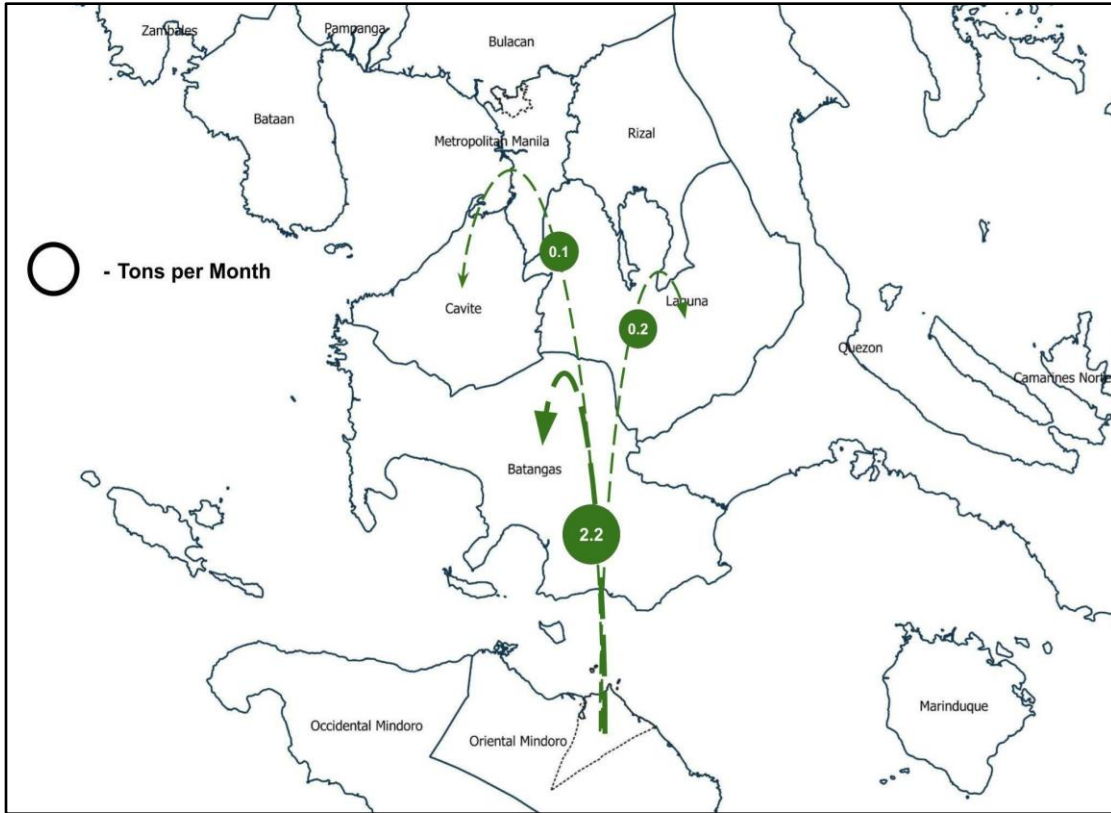 Zambales
Pampanga
Bulacan
Bataan
Metropolitan Manila
Rizal
0.1
- Tons per Month
Cavite
Laguna
0.2
Quezon
Camarines Norte
Batangas
2.2
Occidental Mindoro
Oriental Mindoro
Marinduque